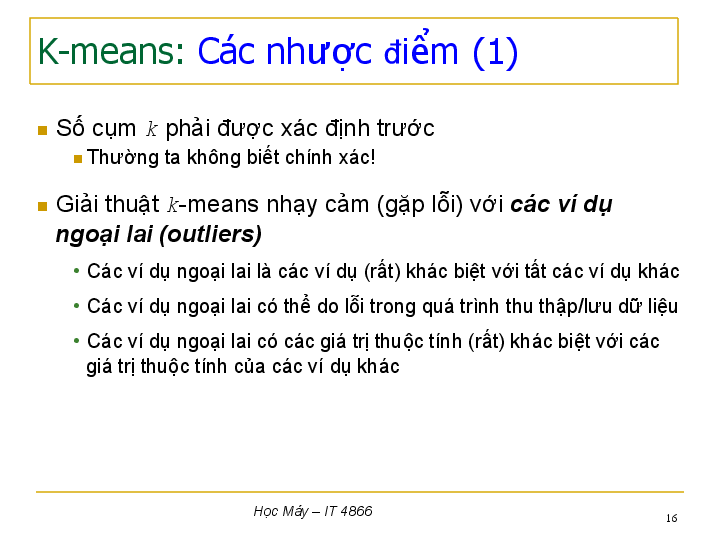 K-means: Các nhược điểm (1)
Số cụm k phải được xác định trước
Thường ta không biết chính xác!
Giải thuật k-means nhạy cảm (gặp lỗi) với các ví dụ
ngoại lai (outliers)
Các ví dụ ngoại lai là các ví dụ (rất) khác biệt với tất các ví dụ khác
Các ví dụ ngoại lai có thể do lỗi trong quá trình thu thập/lưu dữ liệu
Các ví dụ ngoại lai có các giá trị thuộc tính (rất) khác biệt với các
giá trị thuộc tính của các ví dụ khác
Học Máy – IT 4866
16